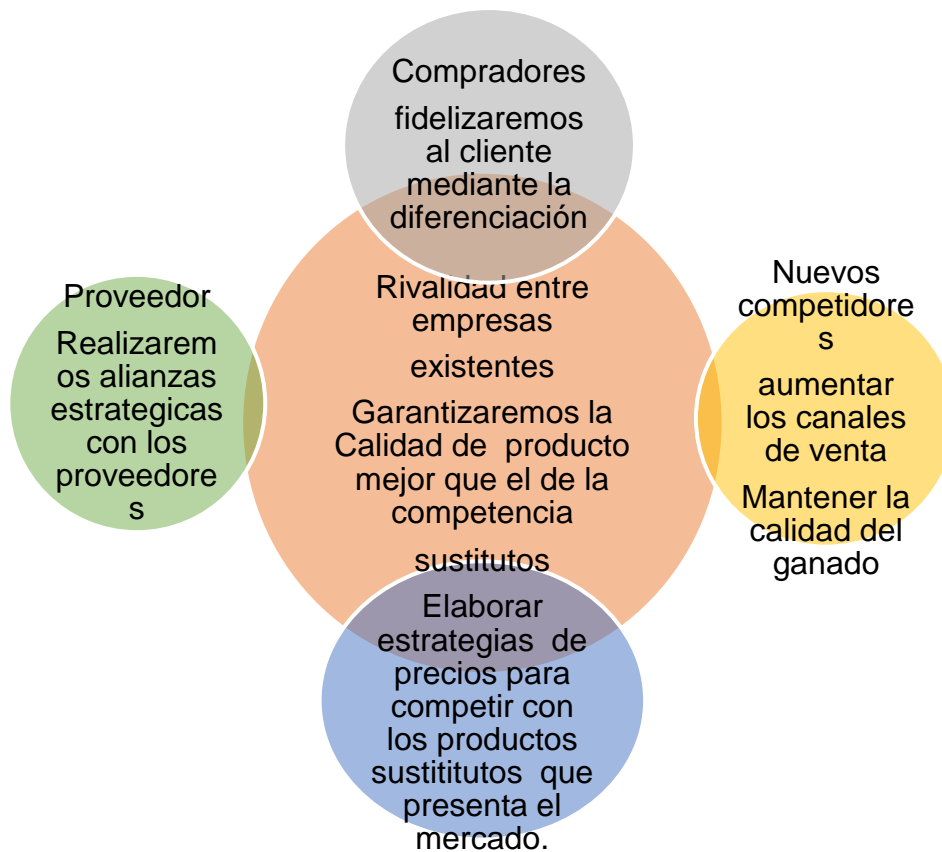 Compradores
fidelizaremos
al cliente
mediante la
diferenciación
Proveedor
Realizarem
os alianzas
estrategicas
con los
proveedore
s
Rivalidad entre
empresas
existentes
Garantizaremos la
Calidad de producto
mejor que el de la
competencia
Nuevos
competidore
s
aumentar
los canales
de venta
Mantener la
calidad del
ganado
sustitutos
Elaborar
estrategias de
precios para
competir con
los productos
sustititutos que
presenta el
mercado.